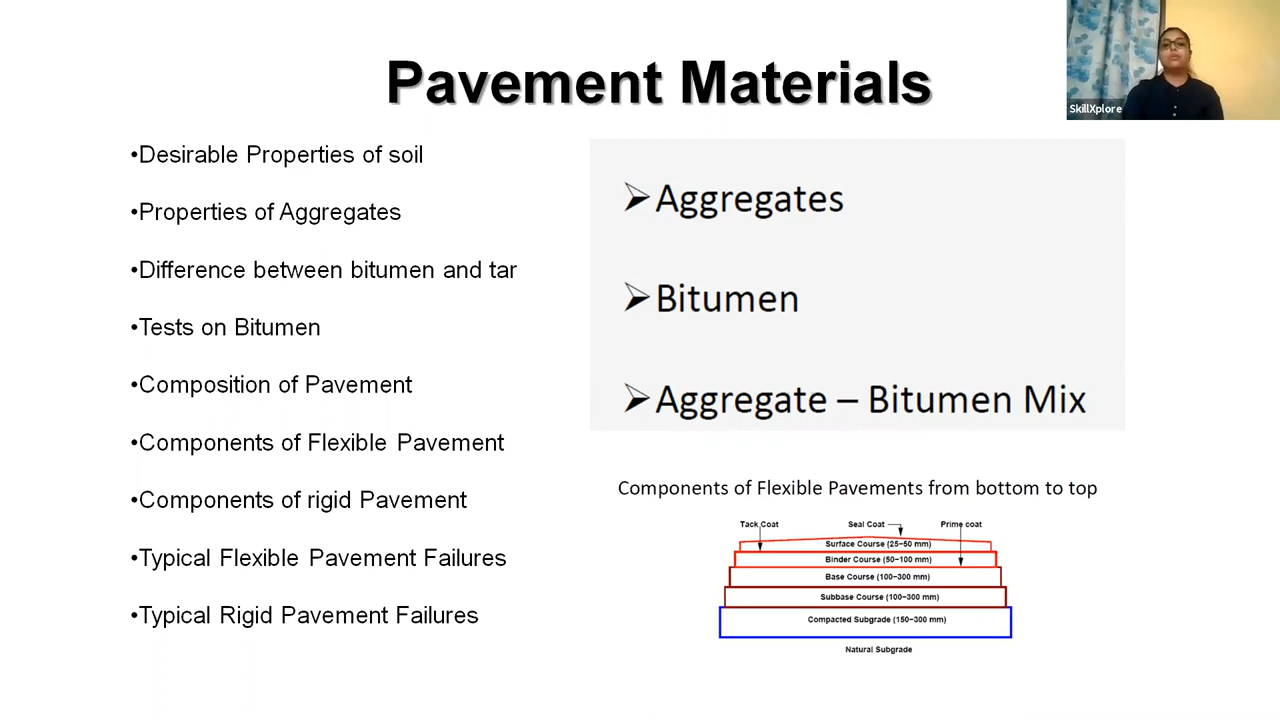 Pavement Materials
SkillXplore
•Desirable Properties of soil
•Properties of Aggregates
•Difference between bitumen and tar
•Tests on Bitumen
•Composition of Pavement
•Components of Flexible Pavement
•Components of rigid Pavement
•Typical Flexible Pavement Failures
•Typical Rigid Pavement Failures
➢Aggregates
➢Bitumen
➢Aggregate – Bitumen Mix
Components of Flexible Pavements from bottom to top
Tack Coat Seal Coat Prime coat
Surface Course (25–50 mm)
Binder Course (50–100 mm)
Base Course (100–300 mm)
Subbase Course (100–300 mm)
Compacted Subgrade (150–300 mm)
Natural Subgrade